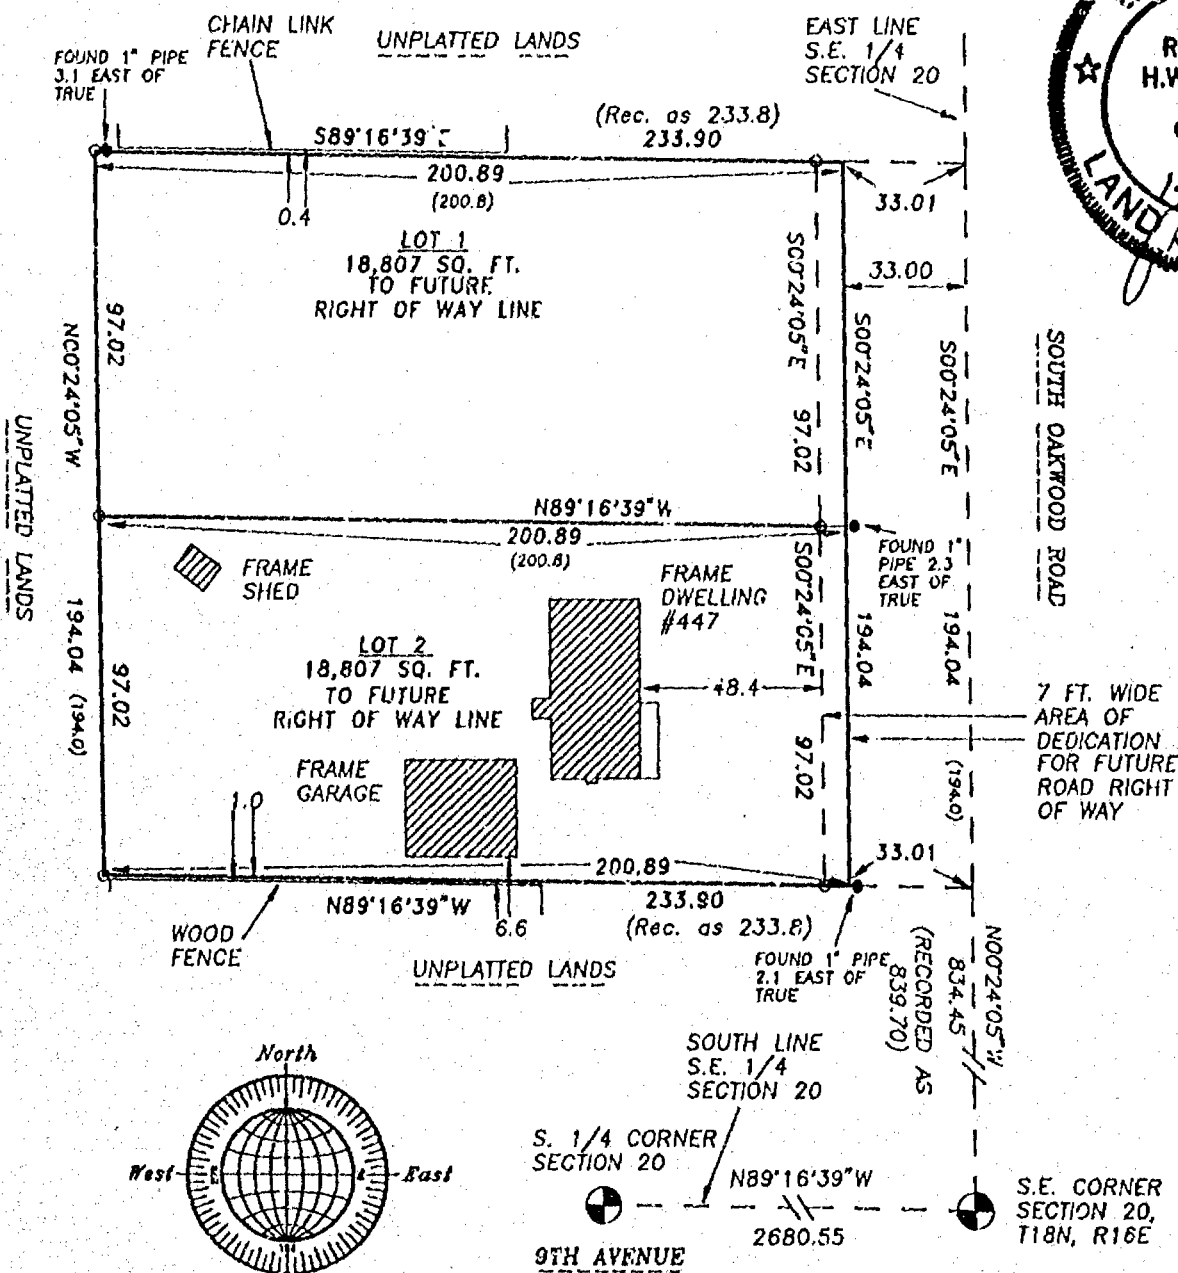 CHAIN LINK
FENCE
UNPLATTED LANDS
EAST LINE
S.E. 1/4
SECTION 20
FOUND 1" PIPE
3.1 EAST OF
TRUE
LAND
S89°16'39"E
(Rec. as 233.8)
233.90
200.89
(200.8)
33.01
0.4
LOT 1
18,807 SQ. FT.
TO FUTURE
RIGHT OF WAY LINE
33.00
97.02
N00°24'05"W
UNPLATTED LANDS
S00°24'05"E
97.02
S00°24'05"E
S00°24'05"E
SOUTH OAKWOOD ROAD
N89°16'39"W
200.89
(200.8)
FOUND 1"
PIPE 2.3
EAST OF
TRUE
FRAME
SHED
FRAME
DWELLING
#447
S00°24'05"E
97.02
194.04
194.04
(194.0)
LOT 2
18,807 SQ. FT.
TO FUTURE
RIGHT OF WAY LINE
48.4
7 FT. WIDE
AREA OF
DEDICATION
FOR FUTURE
ROAD RIGHT
OF WAY
194.04 (194.0)
97.02
FRAME
GARAGE
1.0
200.89
33.01
N89°16'39"W
233.90
(Rec. as 233.8)
6.6
WOOD
FENCE
UNPLATTED LANDS
FOUND 1" PIPE
2.1 EAST OF
TRUE
N00°24'05"W
834.45
(RECORDED AS
839.70)
SOUTH LINE
S.E. 1/4
SECTION 20
North
West
East
S. 1/4 CORNER
SECTION 20
N89°16'39"W
2680.55
S.E. CORNER
SECTION 20,
T18N, R16E
9TH AVENUE